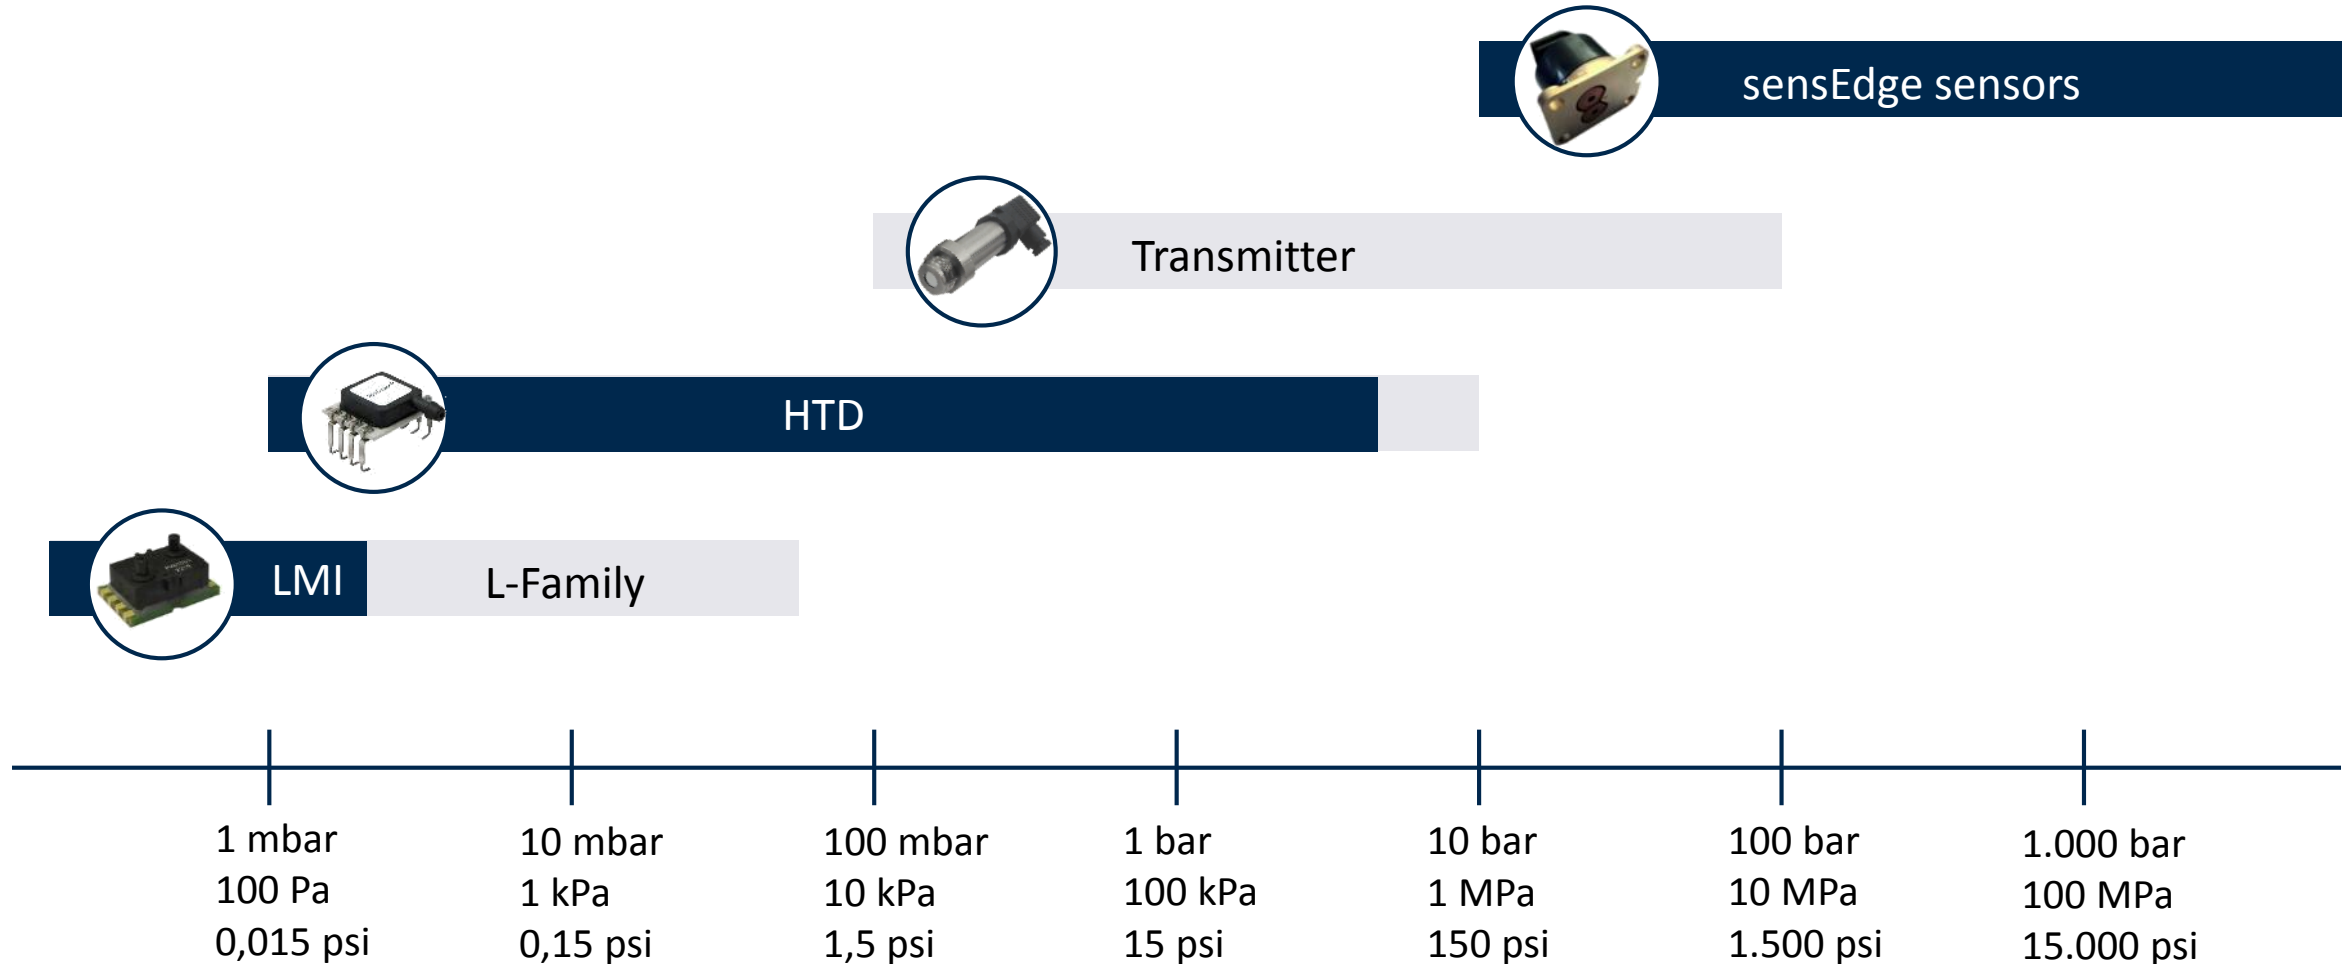 sensEdge sensors
Transmitter
HTD
LMI
L-Family
1 mbar
100 Pa
0,015 psi
10 mbar
1 kPa
0,15 psi
100 mbar
10 kPa
1,5 psi
1 bar
100 kPa
15 psi
10 bar
1 MPa
150 psi
100 bar
10 MPa
1.500 psi
1.000 bar
100 MPa
15.000 psi